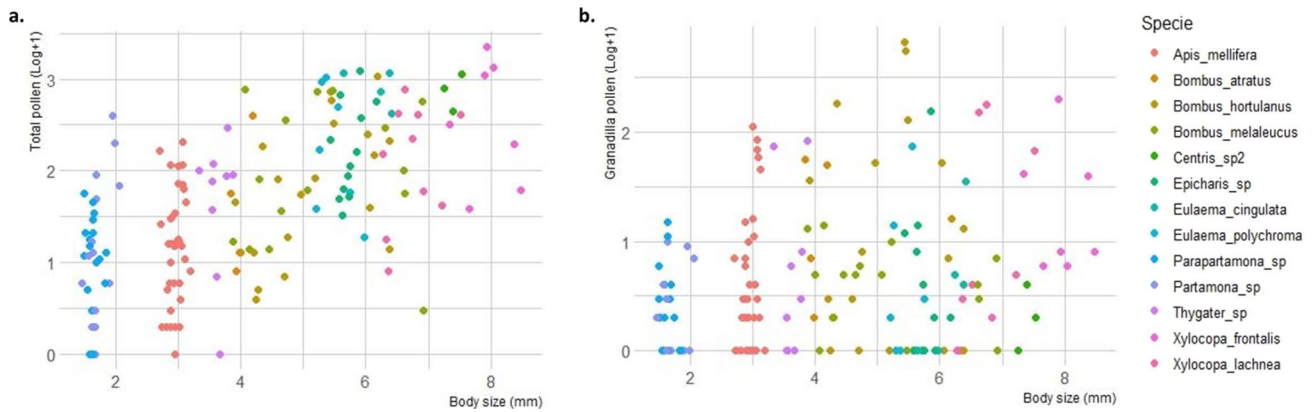 a.
Total pollen (Log+1)
3
2
1
0
2 4 6 8
Body size (mm)
b.
Granadilla pollen (Log+1)
2
1
0
2 4 6 8
Body size (mm)
Specie
Apis_mellifera
Bombus_atratus
Bombus_hortulanus
Bombus_melaleucus
Centris_sp2
Epicharis_sp
Eulaema_cingulata
Eulaema_polychroma
Parapartamona_sp
Partamona_sp
Thygater_sp
Xylocopa_frontalis
Xylocopa_lachnea